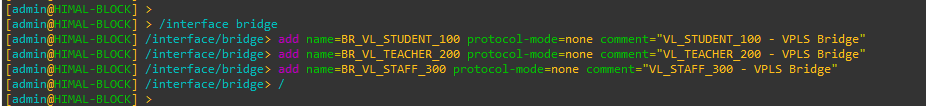 [admin@HIMAL-BLOCK] >
[admin@HIMAL-BLOCK] > /interface bridge
[admin@HIMAL-BLOCK] /interface/bridge> add name=BR_VL_STUDENT_100 protocol-mode=none comment="VL_STUDENT_100 - VPLS Bridge"
[admin@HIMAL-BLOCK] /interface/bridge> add name=BR_VL_TEACHER_200 protocol-mode=none comment="VL_TEACHER_200 - VPLS Bridge"
[admin@HIMAL-BLOCK] /interface/bridge> add name=BR_VL_STAFF_300 protocol-mode=none comment="VL_STAFF_300 - VPLS Bridge"
[admin@HIMAL-BLOCK] /interface/bridge> /
[admin@HIMAL-BLOCK] >